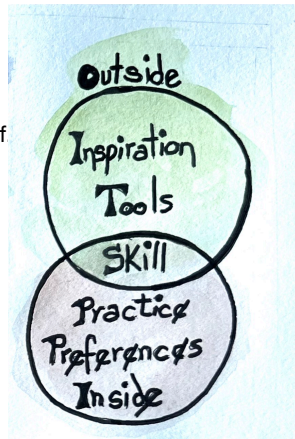 Outside
f
Inspiration
Tools
Skill
Practice
Preferences
Inside